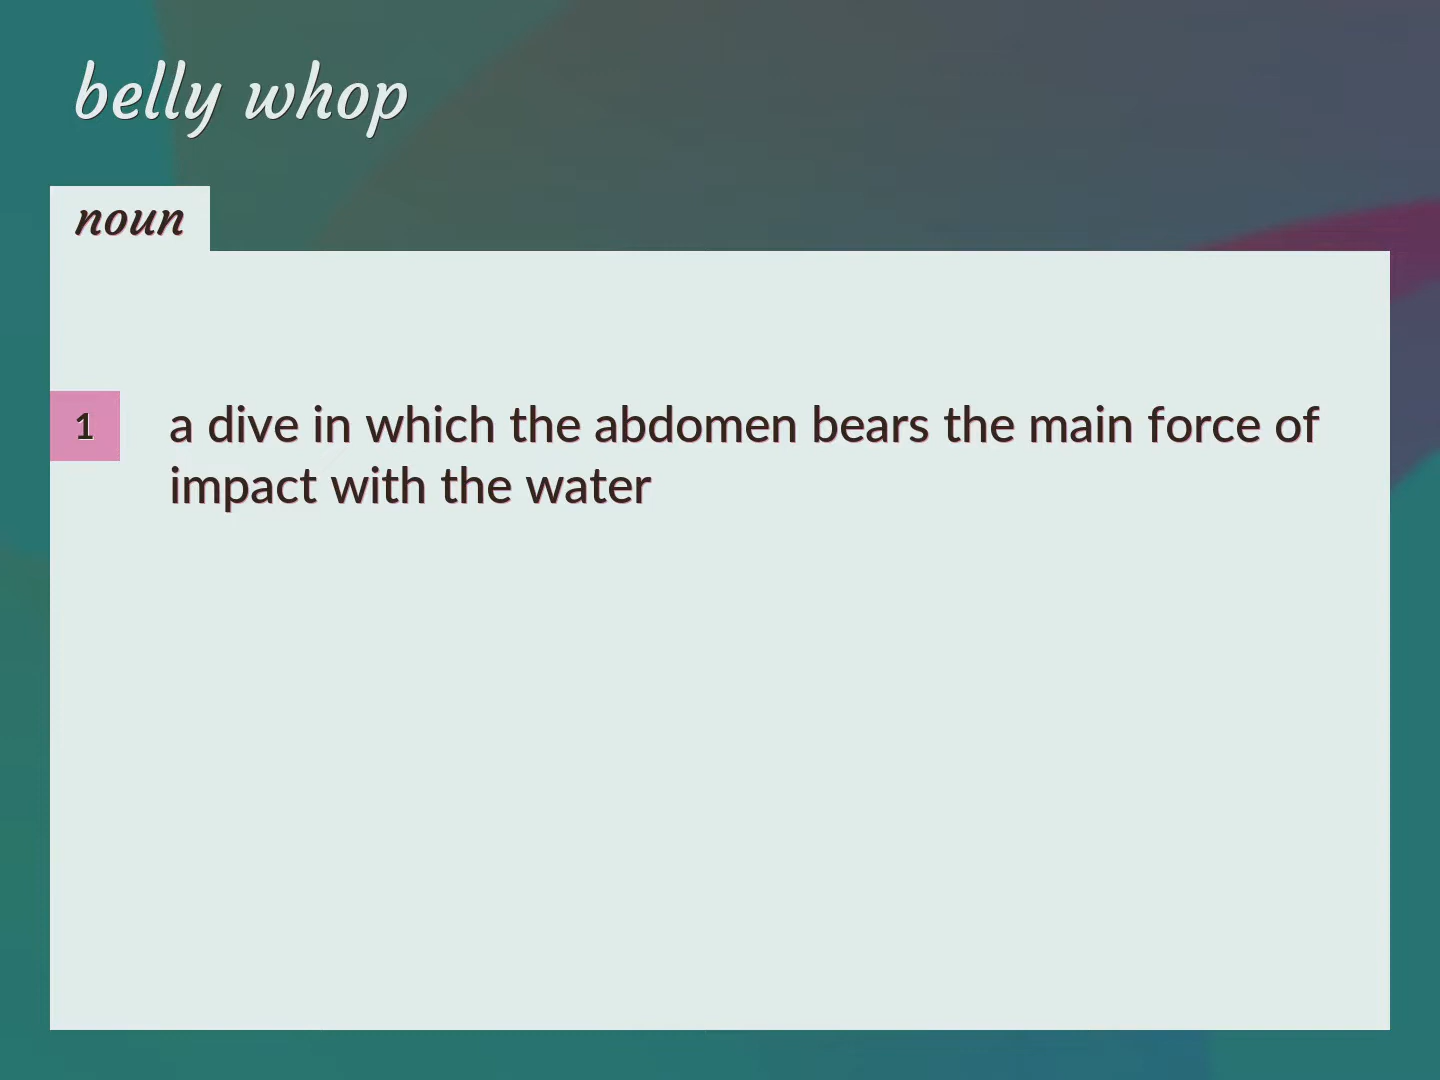 belly whop
noun
1
a dive in which the abdomen bears the main force of
impact with the water